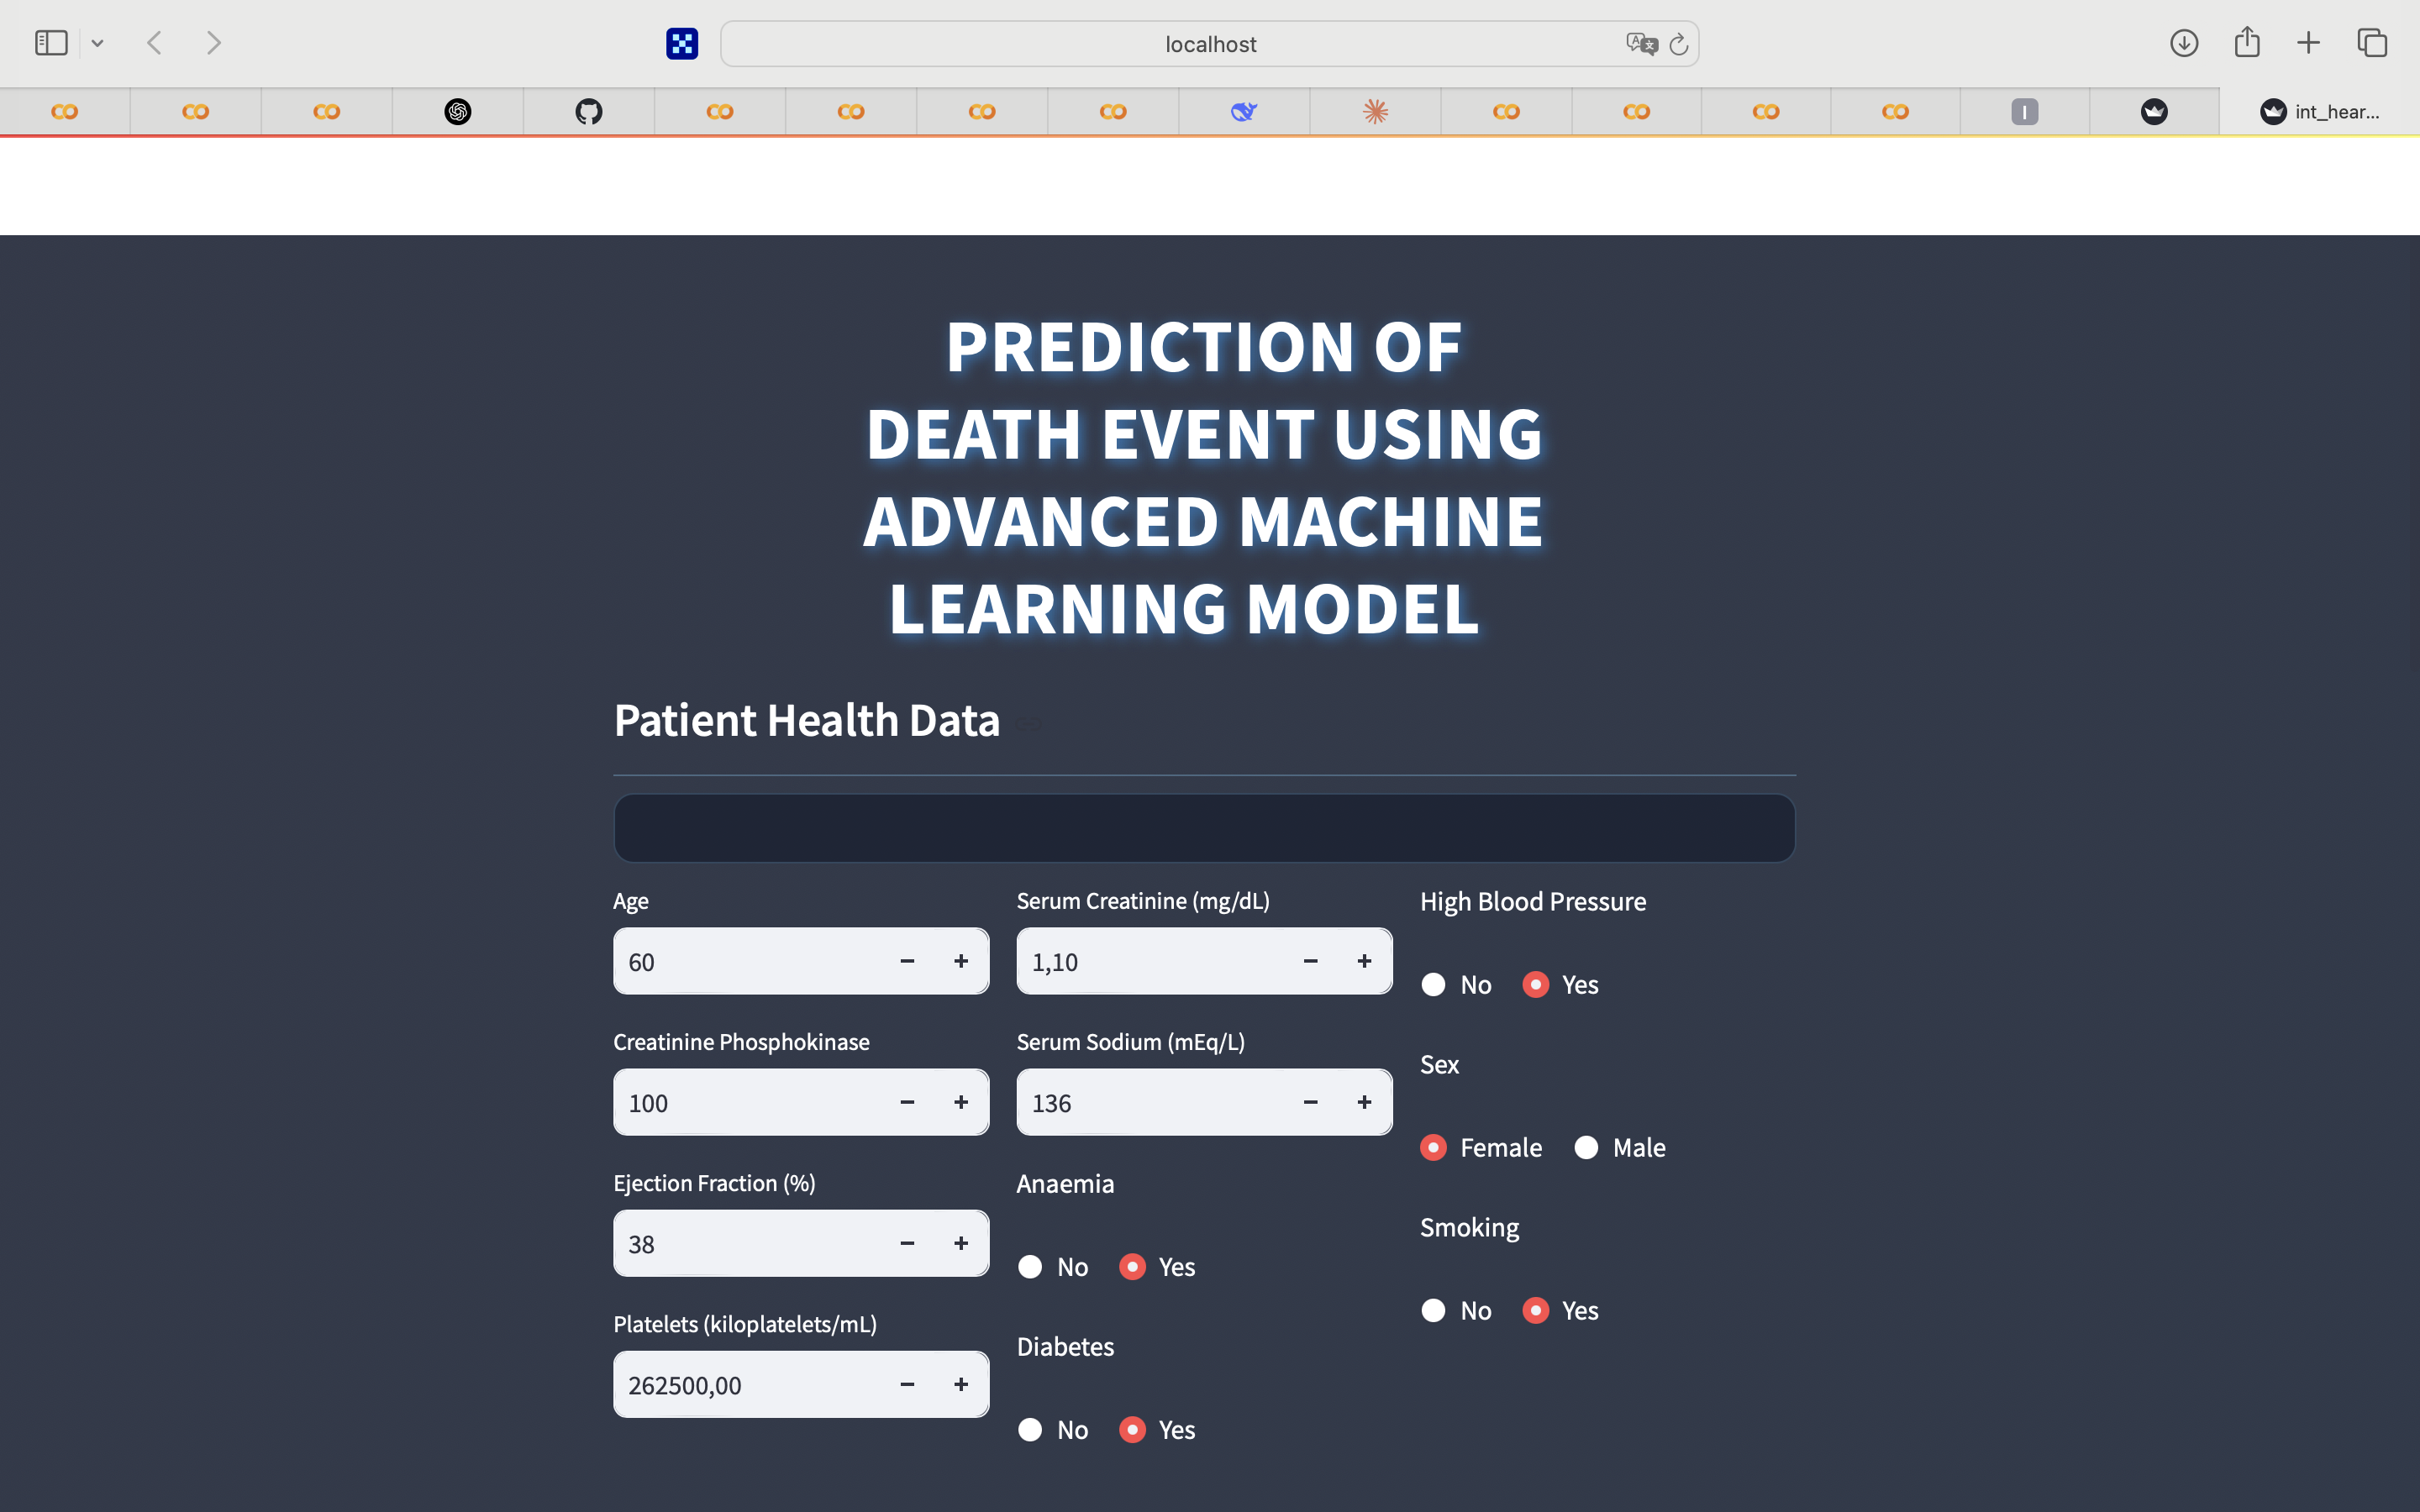 localhost
int_hear...
PREDICTION OF
DEATH EVENT USING
ADVANCED MACHINE
LEARNING MODEL
Patient Health Data
Age
60
Creatinine Phosphokinase
100
Ejection Fraction (%)
38
Platelets (kiloplatelets/mL)
262500,00
Serum Creatinine (mg/dL)
1,10
Serum Sodium (mEq/L)
136
Anaemia
No Yes
Diabetes
No Yes
High Blood Pressure
No Yes
Sex
Female Male
Smoking
No Yes